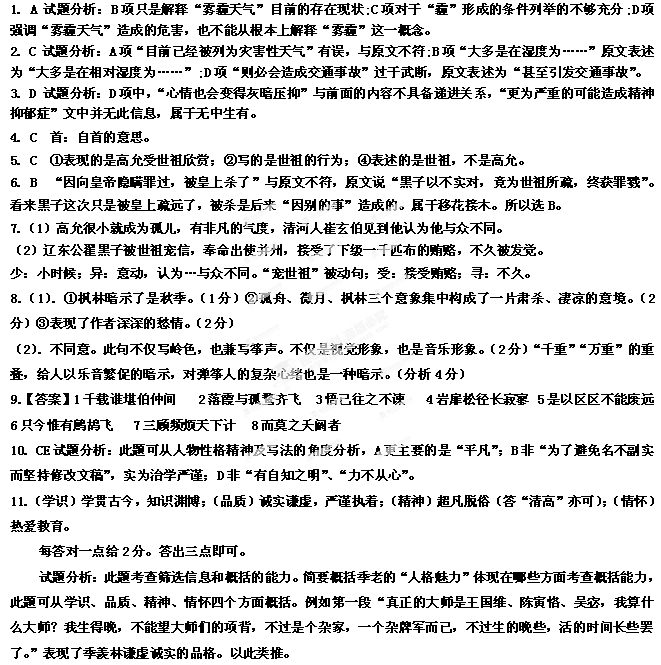 1. A 试题分析：B项只是解释“雾霾天气”目前的存在现状;C项对于“霾”形成的条件列举的不够充分;D项
强调“雾霾天气”造成的危害，也不能从根本上解释“雾霾”这一概念。
2. C 试题分析：A项“目前已经被列为灾害性天气”有误，与原文不符;B项“大多是在湿度为……”原文表述
为“大多是在相对湿度为……”;D项“则必会造成交通事故”过于武断，原文表述为“甚至引发交通事故”。
3. D 试题分析：D项中，“心情也会变得灰暗压抑”与前面的内容不具备递进关系，“更为严重的可能造成精神
抑郁症”文中并无此信息，属于无中生有。
4. C 首：自首的意思。
5. C ①表现的是高允受世祖欣赏；②写的是世祖的行为；④表述的是世祖，不是高允。
6. B “因向皇帝隐瞒罪过，被皇上杀了”与原文不符，原文说“黑子以不实对，竟为世祖所疏，终获罪戮”。
看来黑子这次只是被皇上疏远了，被杀是后来“因别的事”造成的。属于移花接木。所以选B。
7.（1）高允很小就成为孤儿，有非凡的气度，清河人崔玄伯见到他认为他与众不同。
（2）辽东公翟黑子被世祖宠信，奉命出使并州，接受了下级一千匹布的贿赂，不久被发觉。
少：小时候；异：意动，认为…与众不同。“宠世祖”被动句；受：接受贿赂；寻：不久。
8.（1）．①枫林暗示了是秋季。（1分）②孤舟、微月、枫林三个意象集中构成了一片肃杀、凄凉的意境。（2
分）③表现了作者深深的愁情。（2分）
（2）．不同意。此句不仅写岭色，也兼写筝声。不仅是视觉形象，也是音乐形象。（2分）“千重”“万重”的重
叠，给人以乐音繁促的暗示，对弹筝人的复杂心绪也是一种暗示。（分析4分）
9.【答案】1千载谁堪伯仲间 2落霞与孤鹜齐飞 3悟已往之不谏 4岩扉松径长寂寥 5是以区区不能废远
6只今惟有鹧鸪飞 7三顾频烦天下计 8而莫之夭阏者
10. CE试题分析：此题可从人物性格精神及写法的角度分析，A更主要的是“平凡”；B非“为了避免名不副实
而坚持修改文稿”，实为治学严谨；D非“有自知之明”、“力不从心”。
11.（学识）学贯古今，知识渊博；（品质）诚实谦虚，严谨执着；（精神）超凡脱俗（答“清高”亦可）；（情怀）
热爱教育。
每答对一点给2分。答出三点即可。
试题分析：此题考查筛选信息和概括的能力。简要概括季老的“人格魅力”体现在哪些方面考查概括能力，
此题可从学识、品质、精神、情怀四个方面概括。例如第一段“真正的大师是王国维、陈寅恪、吴宓，我算什
么大师？我生得晚，不能望大师们的项背，不过是个杂家，一个杂牌军而已，不过生的晚些，活的时间长些罢
了。”表现了季羡林谦虚诚实的品格。以此类推。